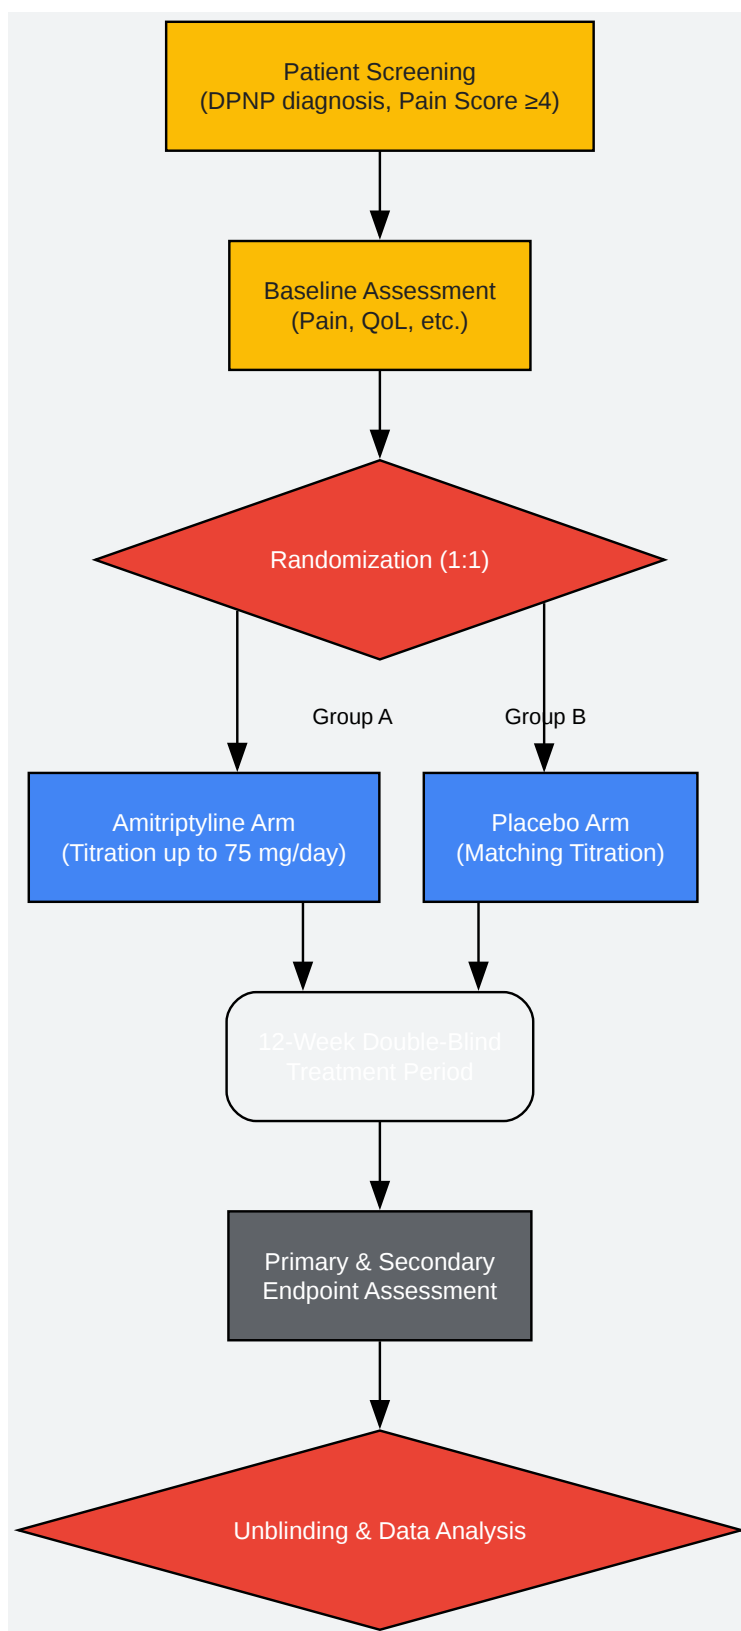 Patient Screening
(DPNP diagnosis, Pain Score ≥4)
Baseline Assessment
(Pain, QoL, etc.)
Randomization (1:1)
Group A
Group B
Amitriptyline Arm
(Titration up to 75 mg/day)
Placebo Arm
(Matching Titration)
12-Week Double-Blind
Treatment Period
Primary & Secondary
Endpoint Assessment
Unblinding & Data Analysis